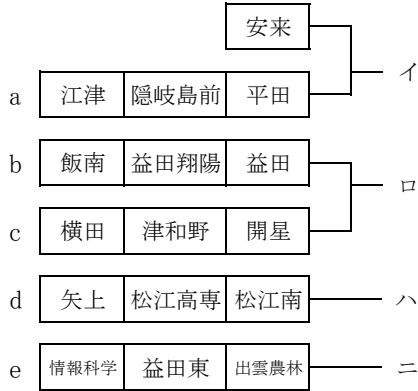 安来
イ
a 江津 隠岐島前 平田
b 飯南 益田翔陽 益田
ロ
c 横田 津和野 開星
d 矢上 松江高専 松江南 ハ
e 情報科学 益田東 出雲農林 ニ